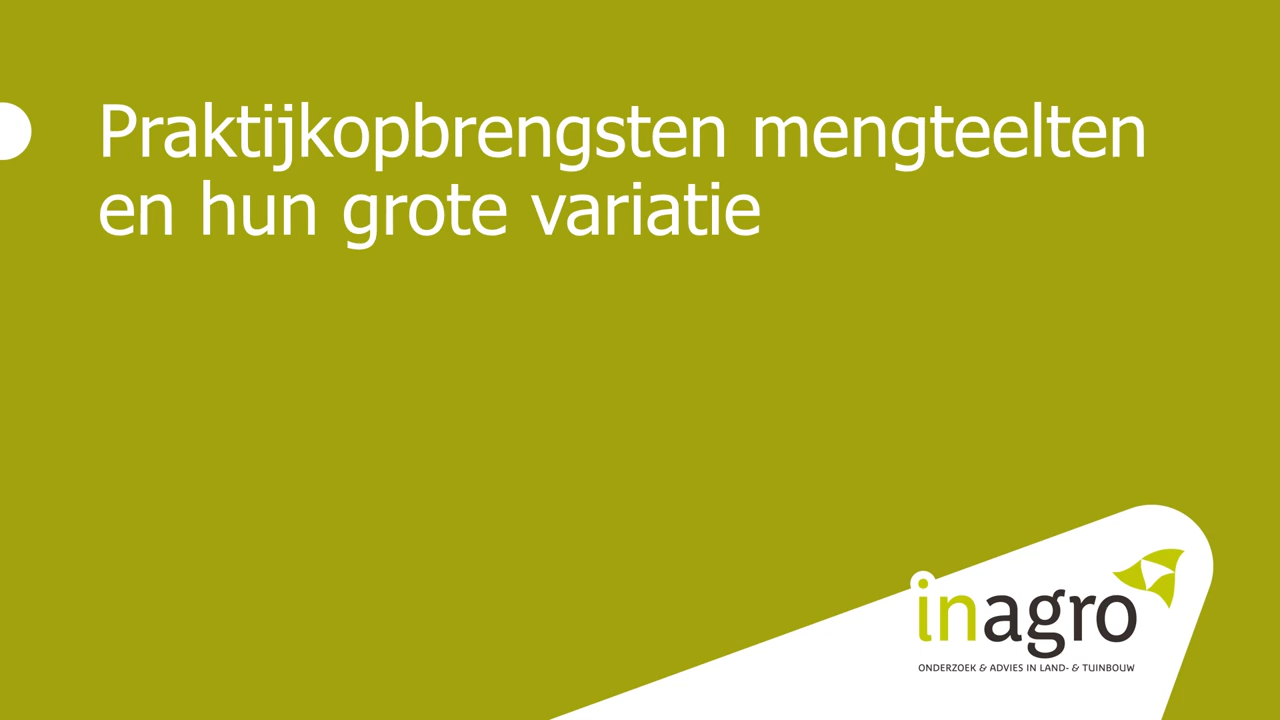 Praktijkopbrengsten mengteelten
en hun grote variatie
inagro
ONDERZOEK & ADVIES IN LAND- & TUINBOUW